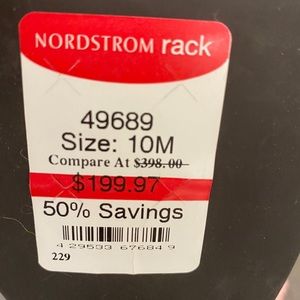 NORDSTROM rack
49689
Size: 10M
Compare At $398.00
$199.97
50% Savings
4 29533 67684 9
229